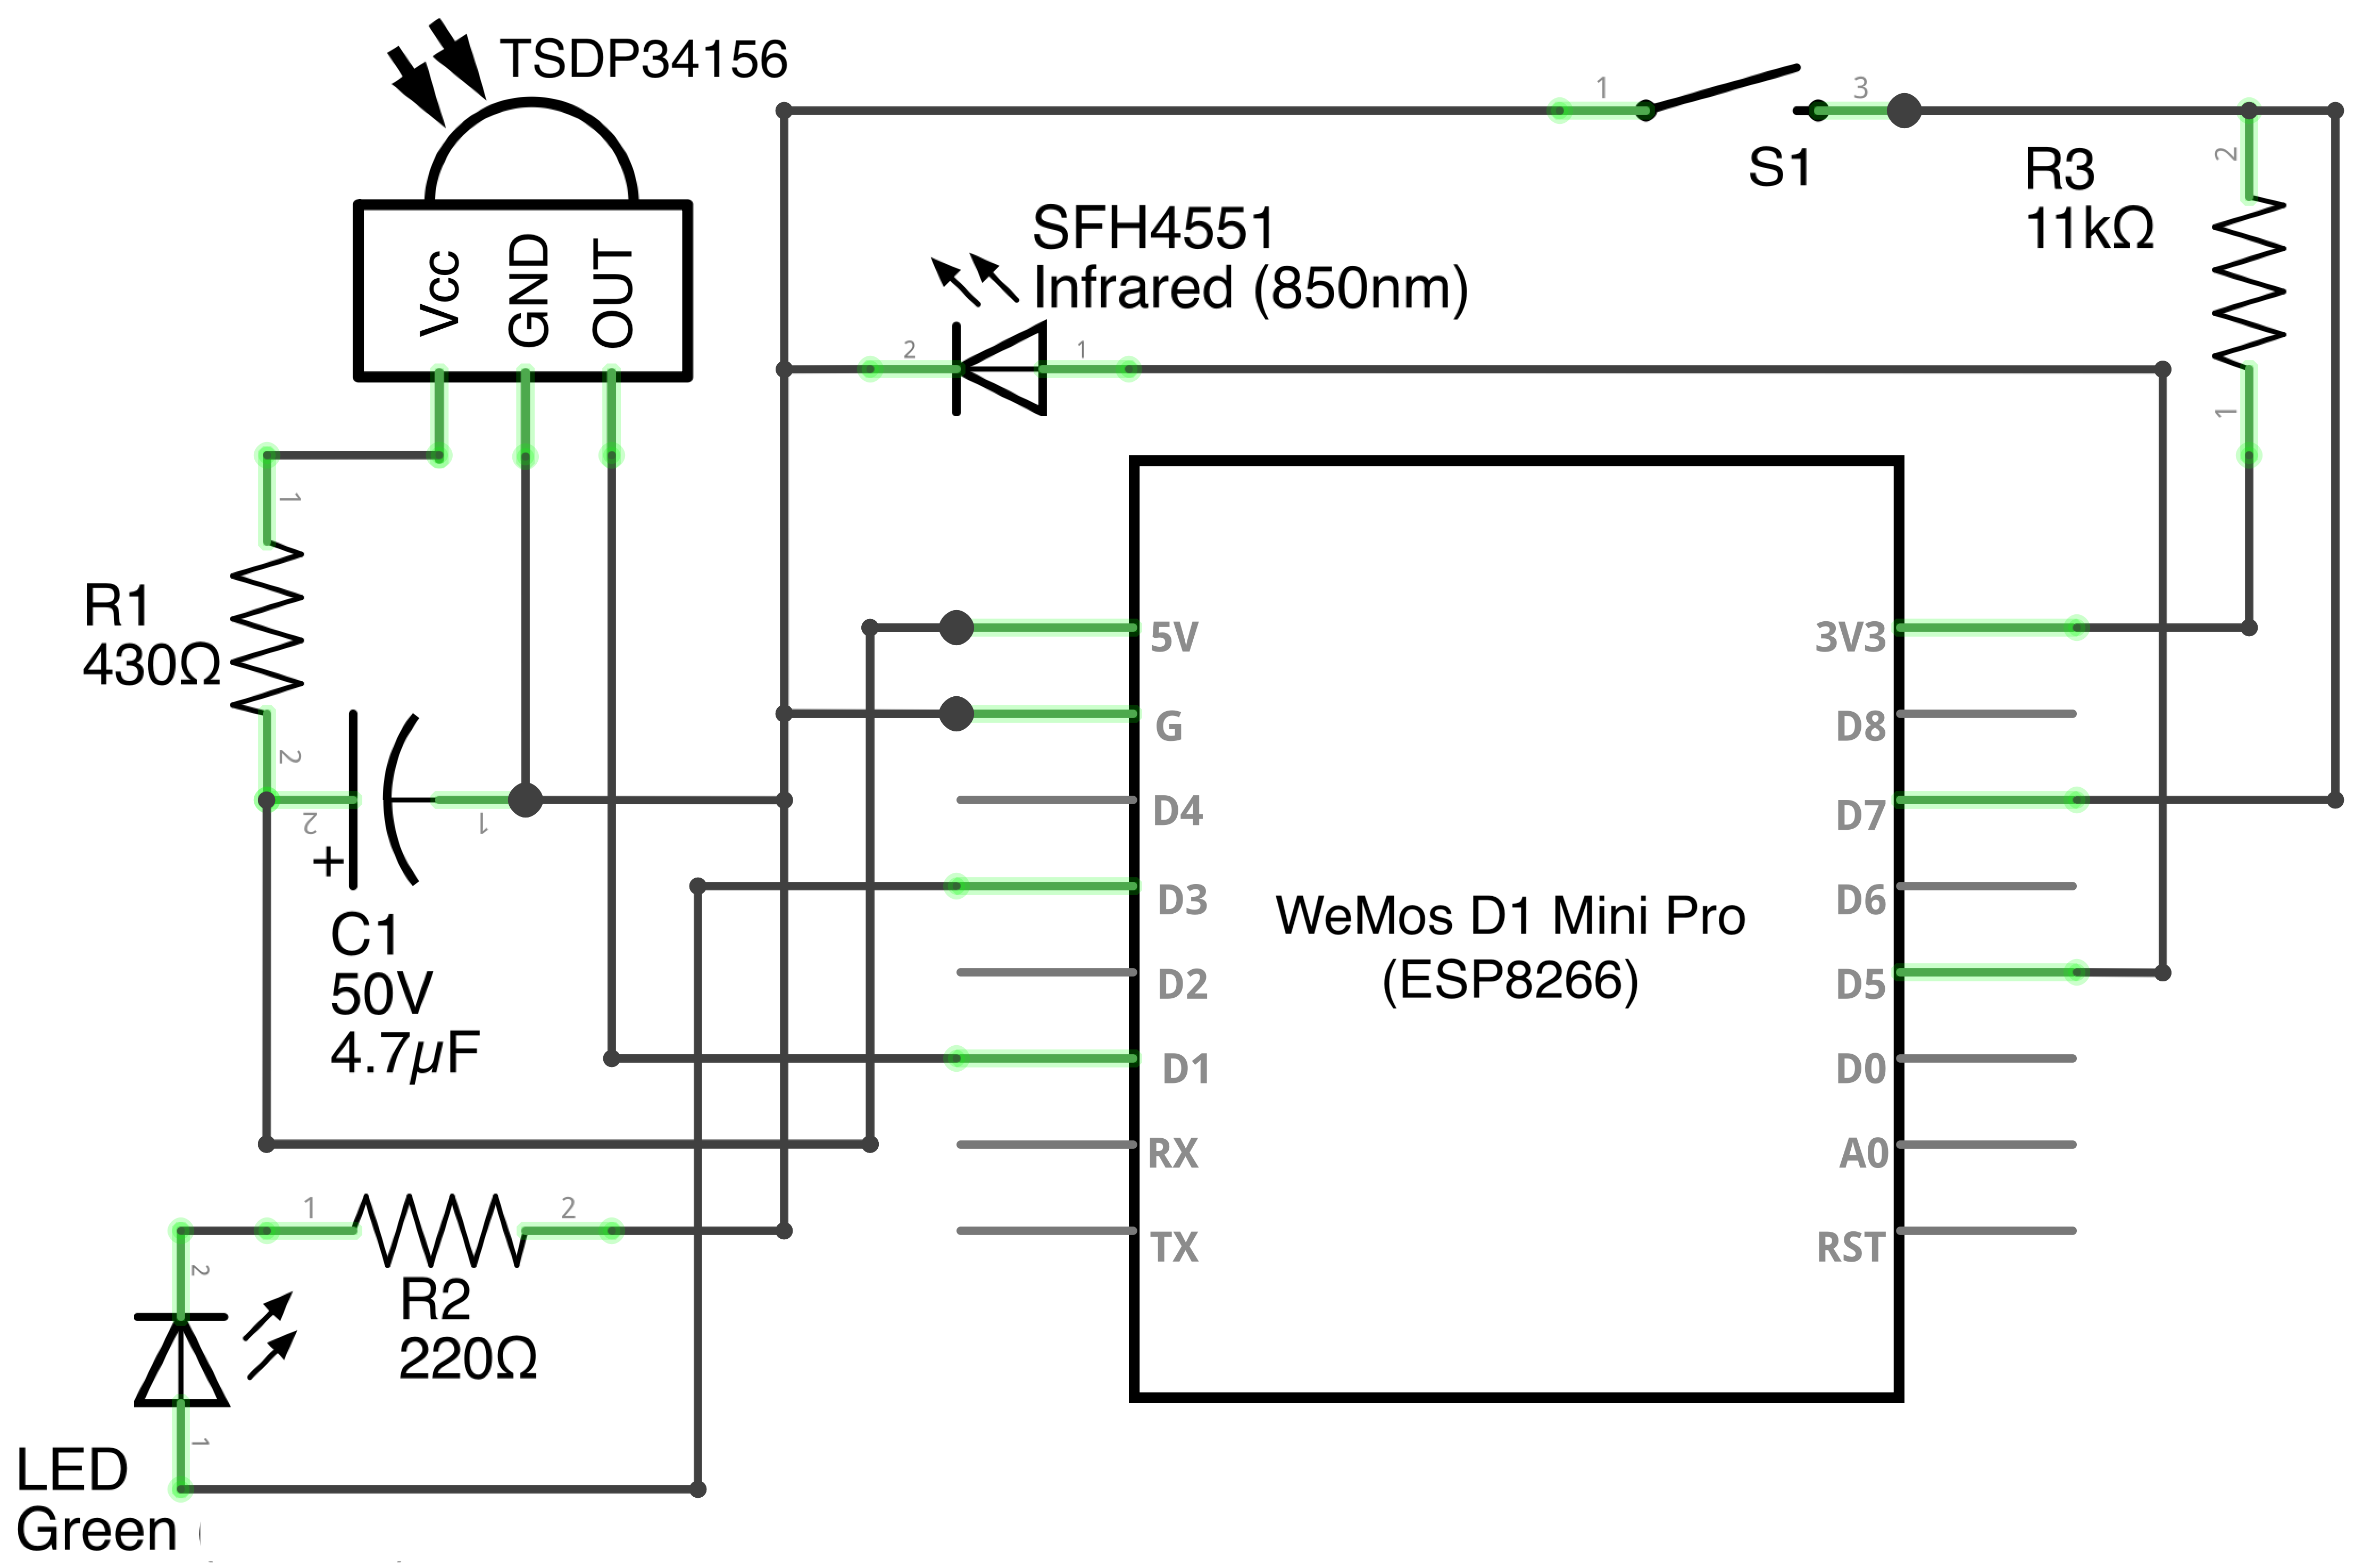 TSDP34156
Vcc
GND
OUT
1
3
S1
R3
11kΩ
2
1
SFH4551
Infrared (850nm)
2
1
R1
430Ω
1
2
2
1
+
C1
50V
4.7µF
5V
G
D4
D3
D2
D1
RX
TX
WeMos D1 Mini Pro
(ESP8266)
3V3
D8
D7
D6
D5
D0
A0
RST
1
2
R2
220Ω
2
1
LED
Green